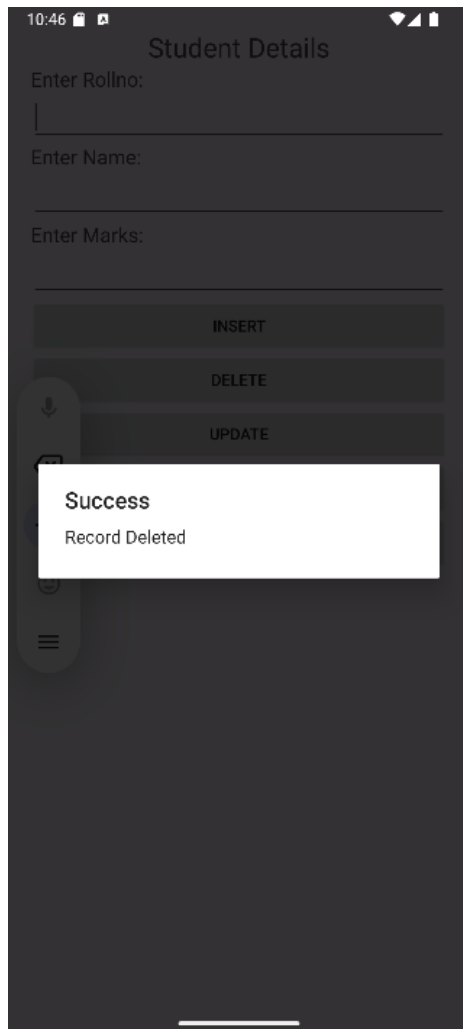 10:46
Student Details
Enter Rollno:
Enter Name:
Enter Marks:
INSERT
DELETE
UPDATE
Success
Record Deleted